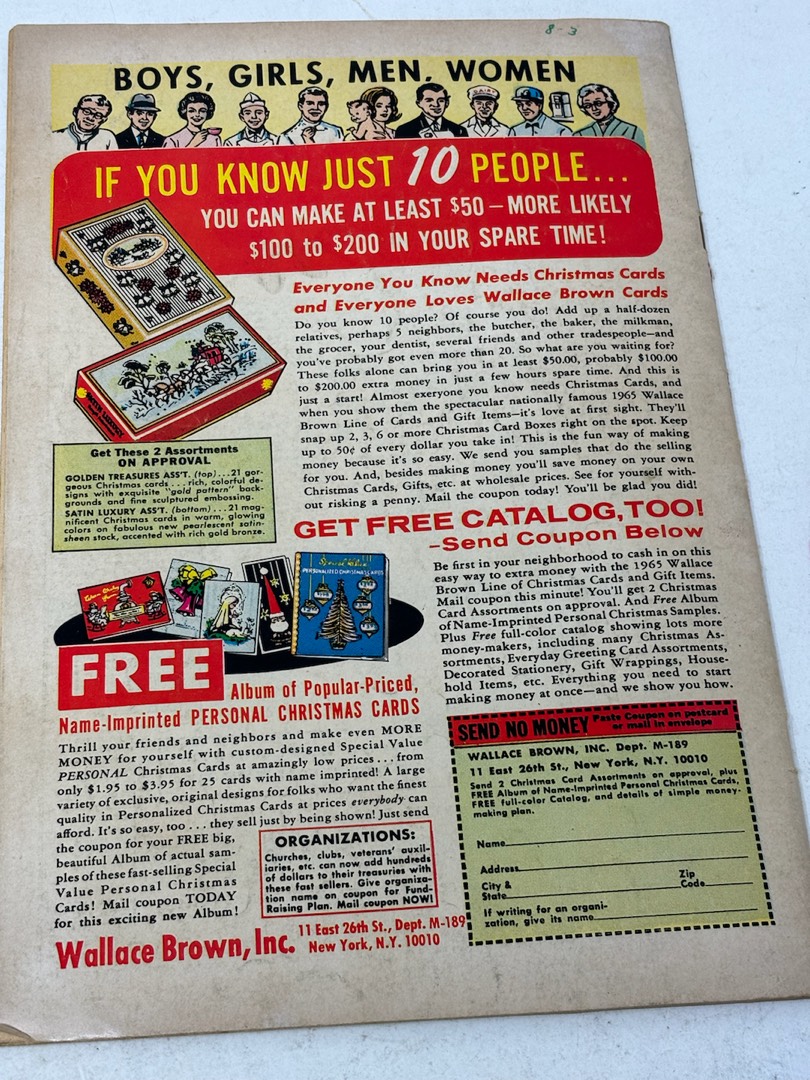 8-3
BOYS, GIRLS, MEN, WOMEN
DAIRY
IF YOU KNOW JUST 10 PEOPLE...
YOU CAN MAKE AT LEAST $50 – MORE LIKELY
$100 to $200 IN YOUR SPARE TIME!
Everyone You Know Needs Christmas Cards
and Everyone Loves Wallace Brown Cards
Do you know 10 people? Of course you do! Add up a half-dozen
relatives, perhaps 5 neighbors, the butcher, the baker, the milkman,
the grocer, your dentist, several friends and other tradespeople—and
you've probably got even more than 20. So what are you waiting for?
These folks alone can bring you in at least $50.00, probably $100.00
to $200.00 extra money in just a few hours spare time. And this is
just a start! Almost everyone you know needs Christmas Cards, and
when you show them the spectacular nationally famous 1965 Wallace
Brown Line of Cards and Gift Items—it's love at first sight. They'll
snap up 2, 3, 6 or more Christmas Card Boxes right on the spot. Keep
up to 50¢ of every dollar you take in! This is the fun way of making
money because it's so easy. We send you samples that do the selling
for you. And, besides making money you'll save money on your own
Christmas Cards, Gifts, etc. at wholesale prices. See for yourself with-
out risking a penny. Mail the coupon today! You'll be glad you did!
SATIN LUXURY
Get These 2 Assortments
ON APPROVAL
GOLDEN TREASURES ASS'T. (top)...21 gor-
geous Christmas cards....rich, colorful de-
signs with exquisite "gold pattern" back-
grounds and fine sculptured embossing.
SATIN LUXURY ASS'T. (bottom)...21 mag-
nificent Christmas cards in warm, glowing
colors on fabulous new pearlescent satin-
sheen stock, accented with rich gold bronze.
GET FREE CATALOG, TOO!
–Send Coupon Below
Be first in your neighborhood to cash in on this
easy way to extra money with the 1965 Wallace
Brown Line of Christmas Cards and Gift Items.
Mail coupon this minute! You'll get 2 Christmas
Card Assortments on approval. And Free Album
of Name-Imprinted Personal Christmas Samples.
Plus Free full-color catalog showing lots more
money-makers, including many Christmas As-
sortments, Everyday Greeting Card Assortments,
Decorated Stationery, Gift Wrappings, House-
hold Items, etc. Everything you need to start
making money at once—and we show you how.
Special Value
PERSONALIZED CHRISTMAS CARDS
FREE
Album of Popular-Priced,
Name-Imprinted PERSONAL CHRISTMAS CARDS
Thrill your friends and neighbors and make even MORE
MONEY for yourself with custom-designed Special Value
PERSONAL Christmas Cards at amazingly low prices...from
only $1.95 to $3.95 for 25 cards with name imprinted! A large
variety of exclusive, original designs for folks who want the finest
quality in Personalized Christmas Cards at prices everybody can
afford. It's so easy, too...they sell just by being shown! Just send
the coupon for your FREE big,
beautiful Album of actual sam-
ples of these fast-selling Special
Value Personal Christmas
Cards! Mail coupon TODAY
for this exciting new Album!
ORGANIZATIONS:
Churches, clubs, veterans' auxil-
iaries, etc. can now add hundreds
of dollars to their treasuries with
these fast sellers. Give organiza-
tion name on coupon for Fund-
Raising Plan. Mail coupon NOW!
Wallace Brown, Inc.
11 East 26th St., Dept. M-189
New York, N.Y. 10010
SEND NO MONEY
Paste Coupon on postcard
or mail in envelope
WALLACE BROWN, INC. Dept. M-189
11 East 26th St., New York, N.Y. 10010
Send 2 Christmas Card Assortments on approval, plus
FREE Album of Name-Imprinted Personal Christmas Cards,
FREE full-color Catalog, and details of simple money-
making plan.
Name
Address
City & State
Zip Code
If writing for an organi-
zation, give its name